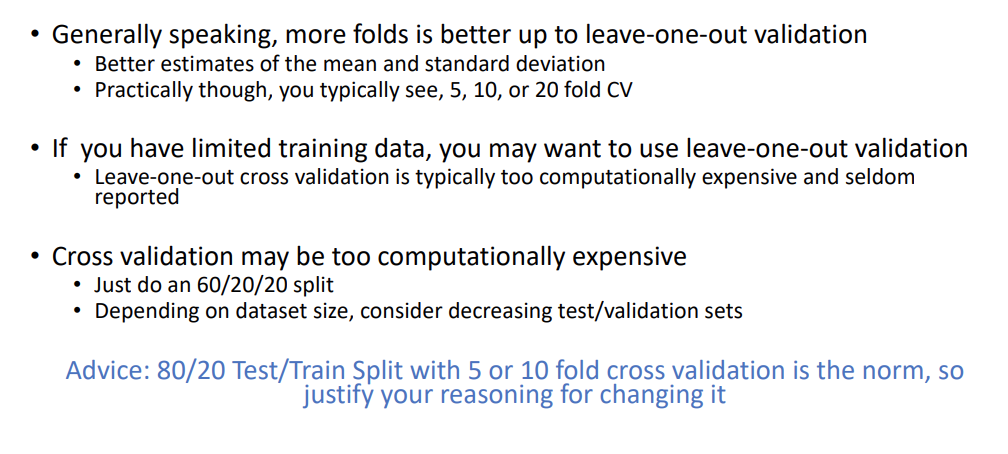 • Generally speaking, more folds is better up to leave-one-out validation
• Better estimates of the mean and standard deviation
• Practically though, you typically see, 5, 10, or 20 fold CV
• If  you have limited training data, you may want to use leave-one-out validation
• Leave-one-out cross validation is typically too computationally expensive and seldom
reported
• Cross validation may be too computationally expensive
• Just do an 60/20/20 split
• Depending on dataset size, consider decreasing test/validation sets
Advice: 80/20 Test/Train Split with 5 or 10 fold cross validation is the norm, so
justify your reasoning for changing it